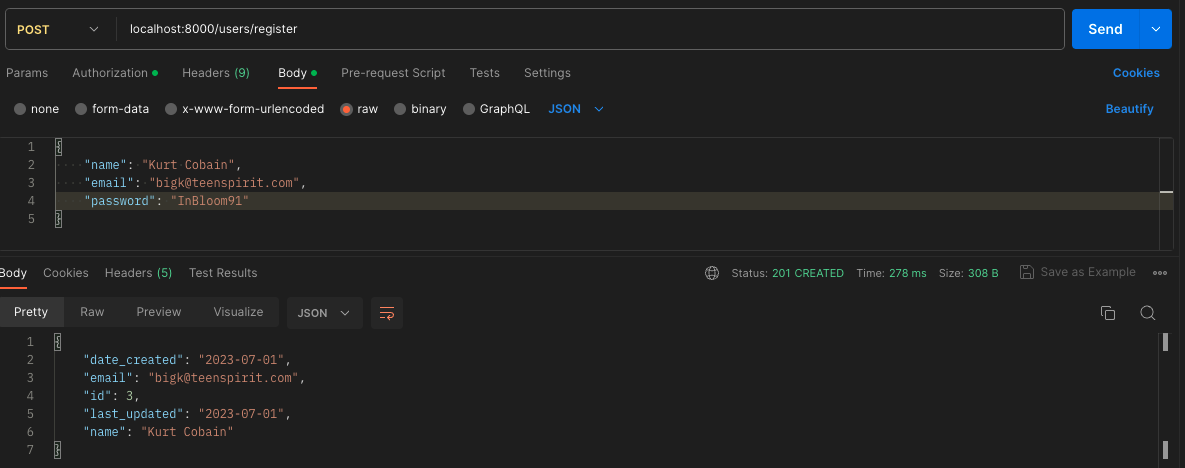 POST localhost:8000/users/register Send
Params Authorization Headers (9) Body Pre-request Script Tests Settings Cookies
none form-data x-www-form-urlencoded raw binary GraphQL JSON Beautify
1 {
2 "name": "Kurt Cobain",
3 "email": "bigk@teenspirit.com",
4 "password": "InBloom91"
5 }
Body Cookies Headers (5) Test Results Status: 201 CREATED Time: 278 ms Size: 308 B Save as Example
Pretty Raw Preview Visualize JSON
1 {
2 "date_created": "2023-07-01",
3 "email": "bigk@teenspirit.com",
4 "id": 3,
5 "last_updated": "2023-07-01",
6 "name": "Kurt Cobain"
7 }